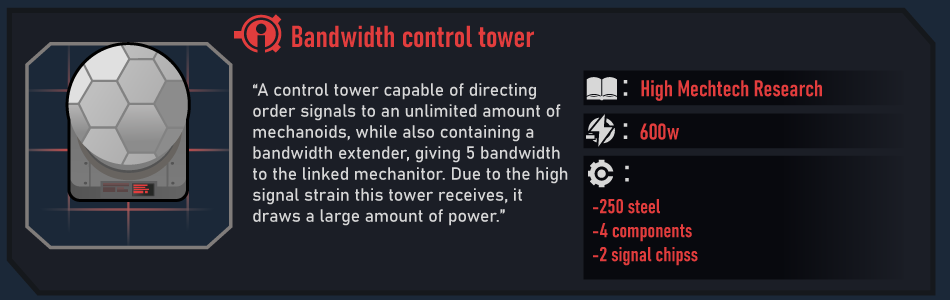 Bandwidth control tower
“A control tower capable of directing
order signals to an unlimited amount of
mechanoids, while also containing a
bandwidth extender, giving 5 bandwidth
to the linked mechanitor. Due to the high
signal strain this tower receives, it
draws a large amount of power.”
: High Mechtech Research
: 600w
:
-250 steel
-4 components
-2 signal chipss